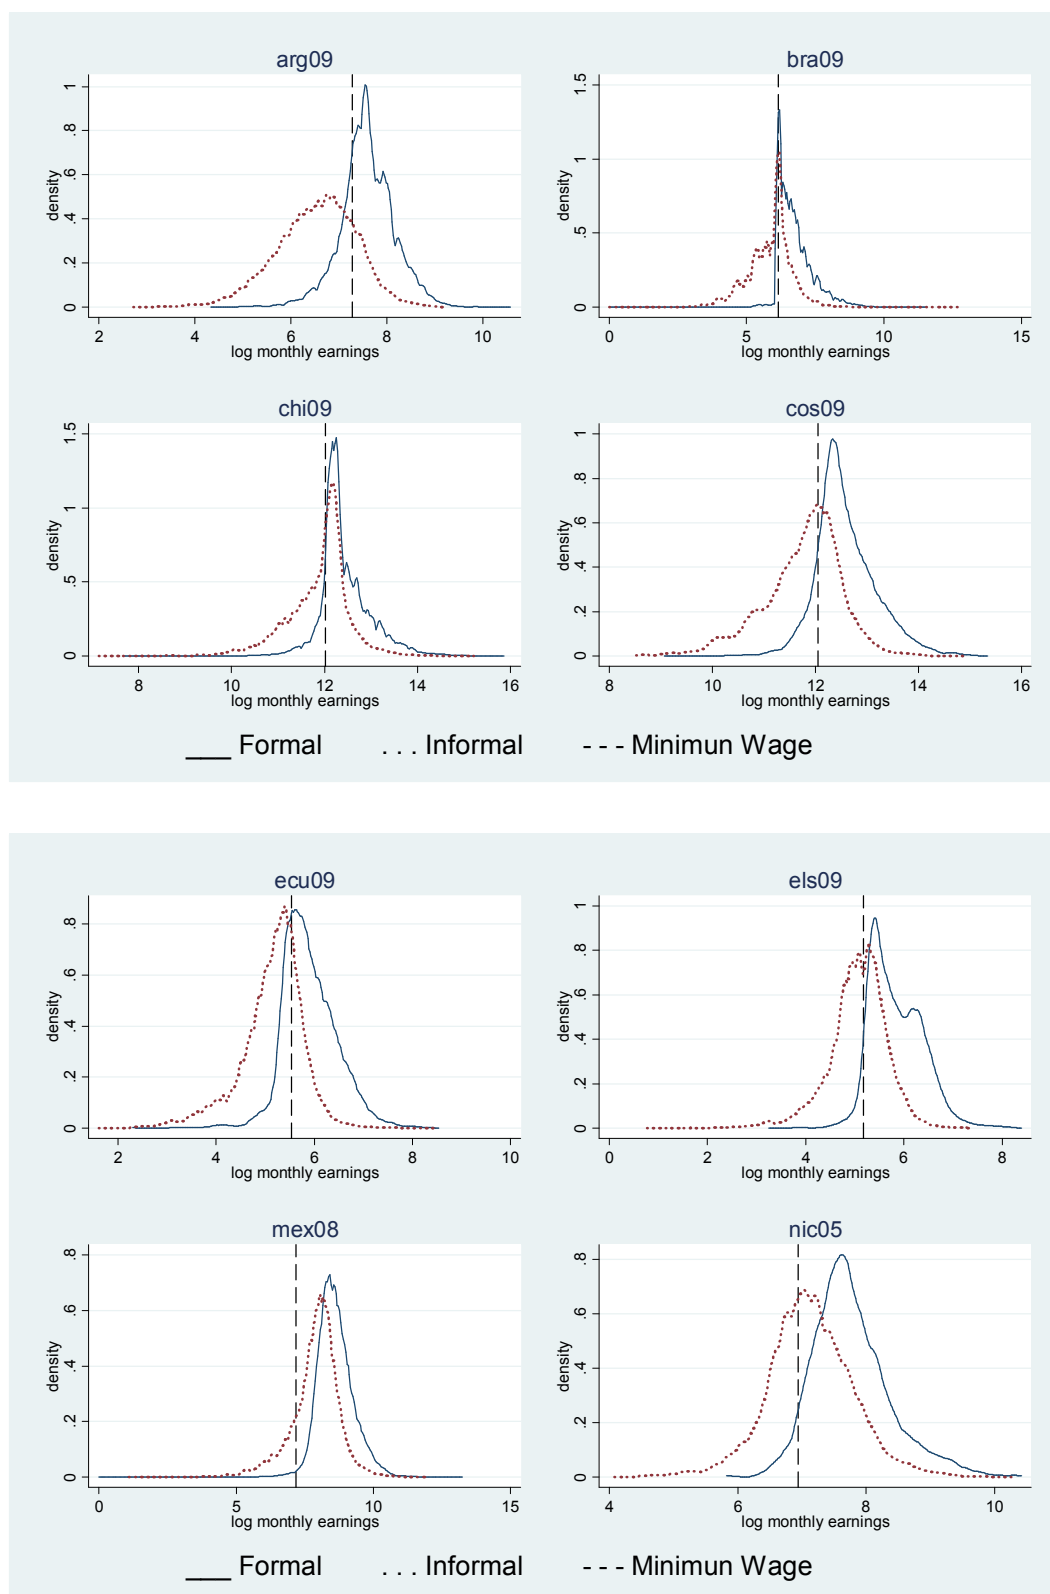 arg09
density
0 .2 .4 .6 .8 1
2 4 6 8 10
log monthly earnings
bra09
density
0 .5 1 1.5
0 5 10 15
log monthly earnings
chi09
density
0 .5 1 1.5
8 10 12 14 16
log monthly earnings
cos09
density
0 .2 .4 .6 .8 1
8 10 12 14 16
log monthly earnings
___ Formal . . . Informal - - - Minimun Wage
ecu09
density
0 .2 .4 .6 .8
2 4 6 8 10
log monthly earnings
els09
density
0 .2 .4 .6 .8 1
0 2 4 6 8
log monthly earnings
mex08
density
0 .2 .4 .6 .8
0 5 10 15
log monthly earnings
nic05
density
0 .2 .4 .6 .8
4 6 8 10
log monthly earnings
___ Formal . . . Informal - - - Minimun Wage